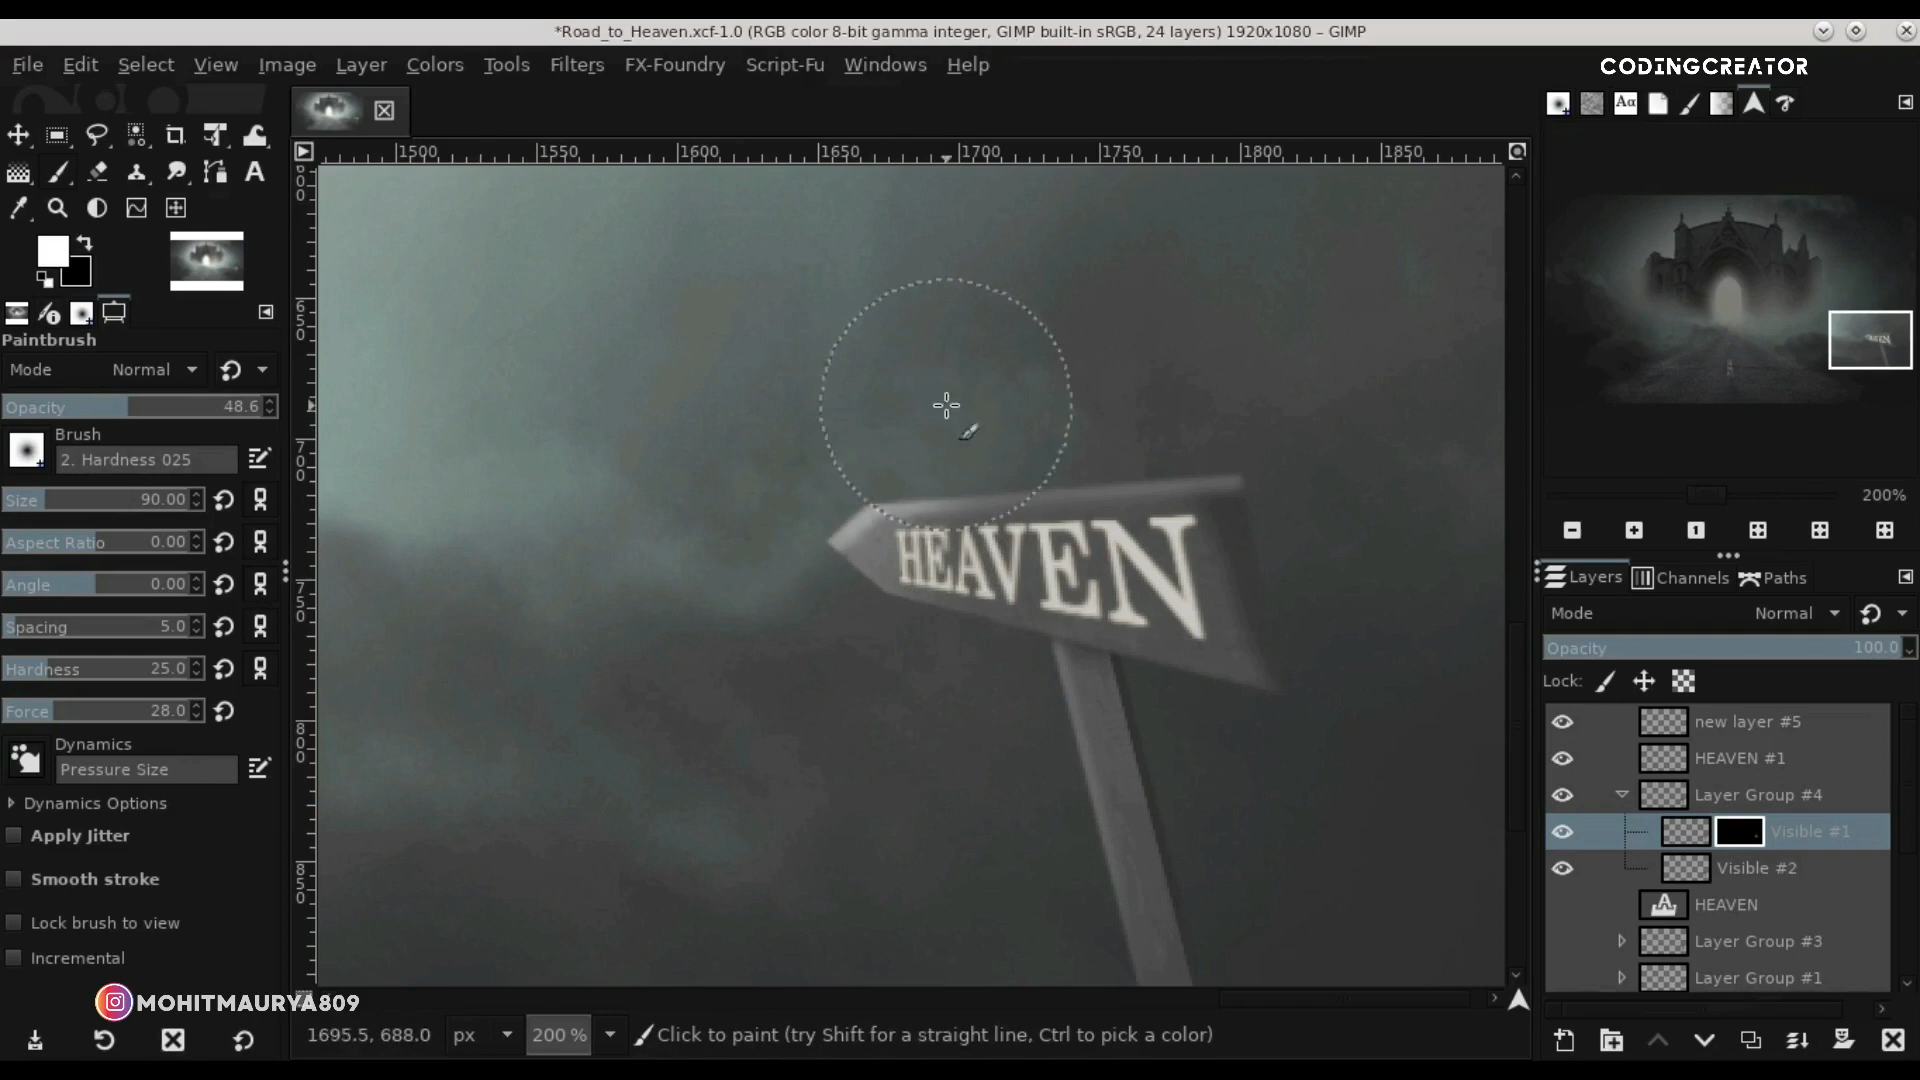 *Road_to_Heaven.xcf-1.0 (RGB color 8-bit gamma integer, GIMP built-in sRGB, 24 layers) 1920x1080 – GIMP
File Edit Select View Image Layer Colors Tools Filters FX-Foundry Script-Fu Windows Help
CODINGCREATOR
Aα
1500 1550 1600 1650 1700 1750 1800 1850
600
650
700
750
800
850
Paintbrush
Mode Normal
Opacity 48.6
Brush
2. Hardness 025
Size 90.00
Aspect Ratio 0.00
Angle 0.00
Spacing 5.0
Hardness 25.0
Force 28.0
Dynamics
Pressure Size
Dynamics Options
Apply Jitter
Smooth stroke
Lock brush to view
Incremental
MOHITMAURYA809
HEAVEN
1695.5, 688.0 px 200 % Click to paint (try Shift for a straight line, Ctrl to pick a color)
200%
Layers Channels Paths
Mode Normal
Opacity 100.0
Lock:
new layer #5
HEAVEN #1
Layer Group #4
Visible #1
Visible #2
HEAVEN
Layer Group #3
Layer Group #1